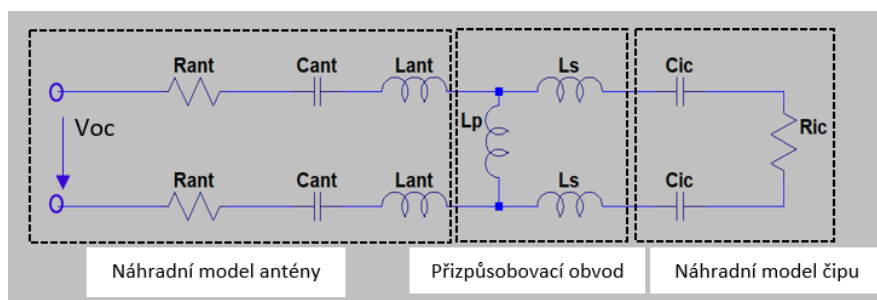 Rant Cant Lant Ls Cic
Voc Lp Ric
Rant Cant Lant Ls Cic
Náhradní model antény Přizpůsobovací obvod Náhradní model čipu